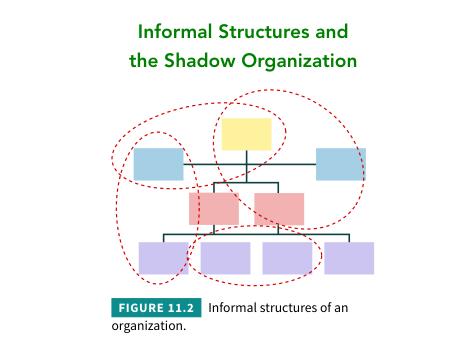 Informal Structures and
the Shadow Organization
FIGURE 11.2 Informal structures of an
organization.